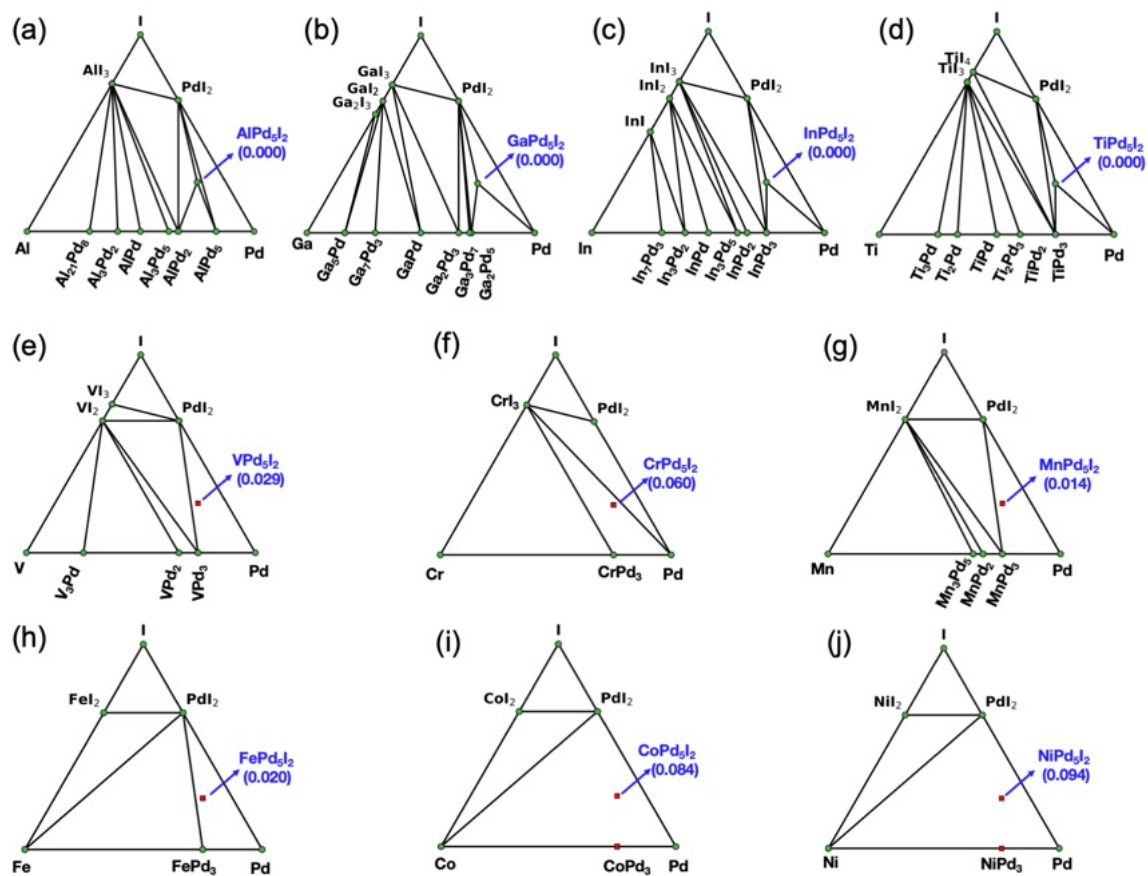 (a)
I
AlI₃
PdI₂
AlPd₅I₂
(0.000)
Al
Al₂₁Pd₈
Al₃Pd₂
AlPd
Al₃Pd₅
AlPd₂
AlPd₅
Pd
(b)
I
GaI₃
GaI₂
Ga₂I₃
PdI₂
GaPd₅I₂
(0.000)
Ga
Ga₅Pd
Ga₇Pd₃
GaPd
Ga₂Pd₃
Ga₃Pd₇
Ga₂Pd₅
Pd
(c)
I
InI₃
InI₂
InI
PdI₂
InPd₅I₂
(0.000)
In
In₇Pd₃
In₃Pd₂
InPd
In₃Pd₅
InPd₂
InPd₃
Pd
(d)
I
TiI₄
TiI₃
PdI₂
TiPd₅I₂
(0.000)
Ti
Ti₃Pd
Ti₂Pd
TiPd
Ti₂Pd₃
TiPd₂
TiPd₃
Pd
(e)
I
VI₃
VI₂
PdI₂
VPd₅I₂
(0.029)
V
V₃Pd
VPd₂
VPd₃
Pd
(f)
I
CrI₃
PdI₂
CrPd₅I₂
(0.060)
Cr
CrPd₃
Pd
(g)
I
MnI₂
PdI₂
MnPd₅I₂
(0.014)
Mn
Mn₃Pd₅
MnPd₂
MnPd₃
Pd
(h)
I
FeI₂
PdI₂
FePd₅I₂
(0.020)
Fe
FePd₃
Pd
(i)
I
CoI₂
PdI₂
CoPd₅I₂
(0.084)
Co
CoPd₃
Pd
(j)
I
NiI₂
PdI₂
NiPd₅I₂
(0.094)
Ni
NiPd₃
Pd